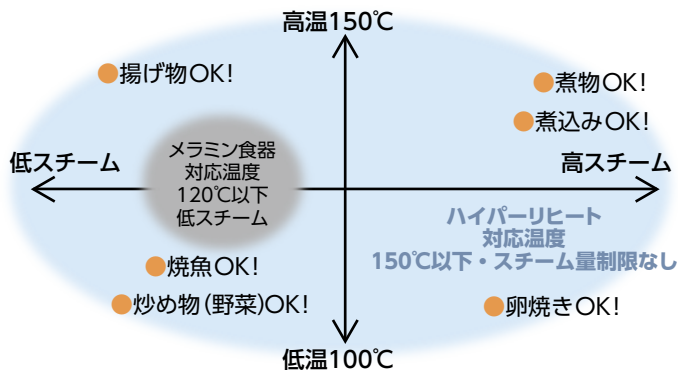 高温150℃
揚げ物OK!
煮物OK!
煮込みOK!
低スチーム
メラミン食器
対応温度
120℃以下
低スチーム
高スチーム
ハイパーリヒート
対応温度
150℃以下・スチーム量制限なし
焼魚OK!
炒め物(野菜)OK!
卵焼きOK!
低温100℃